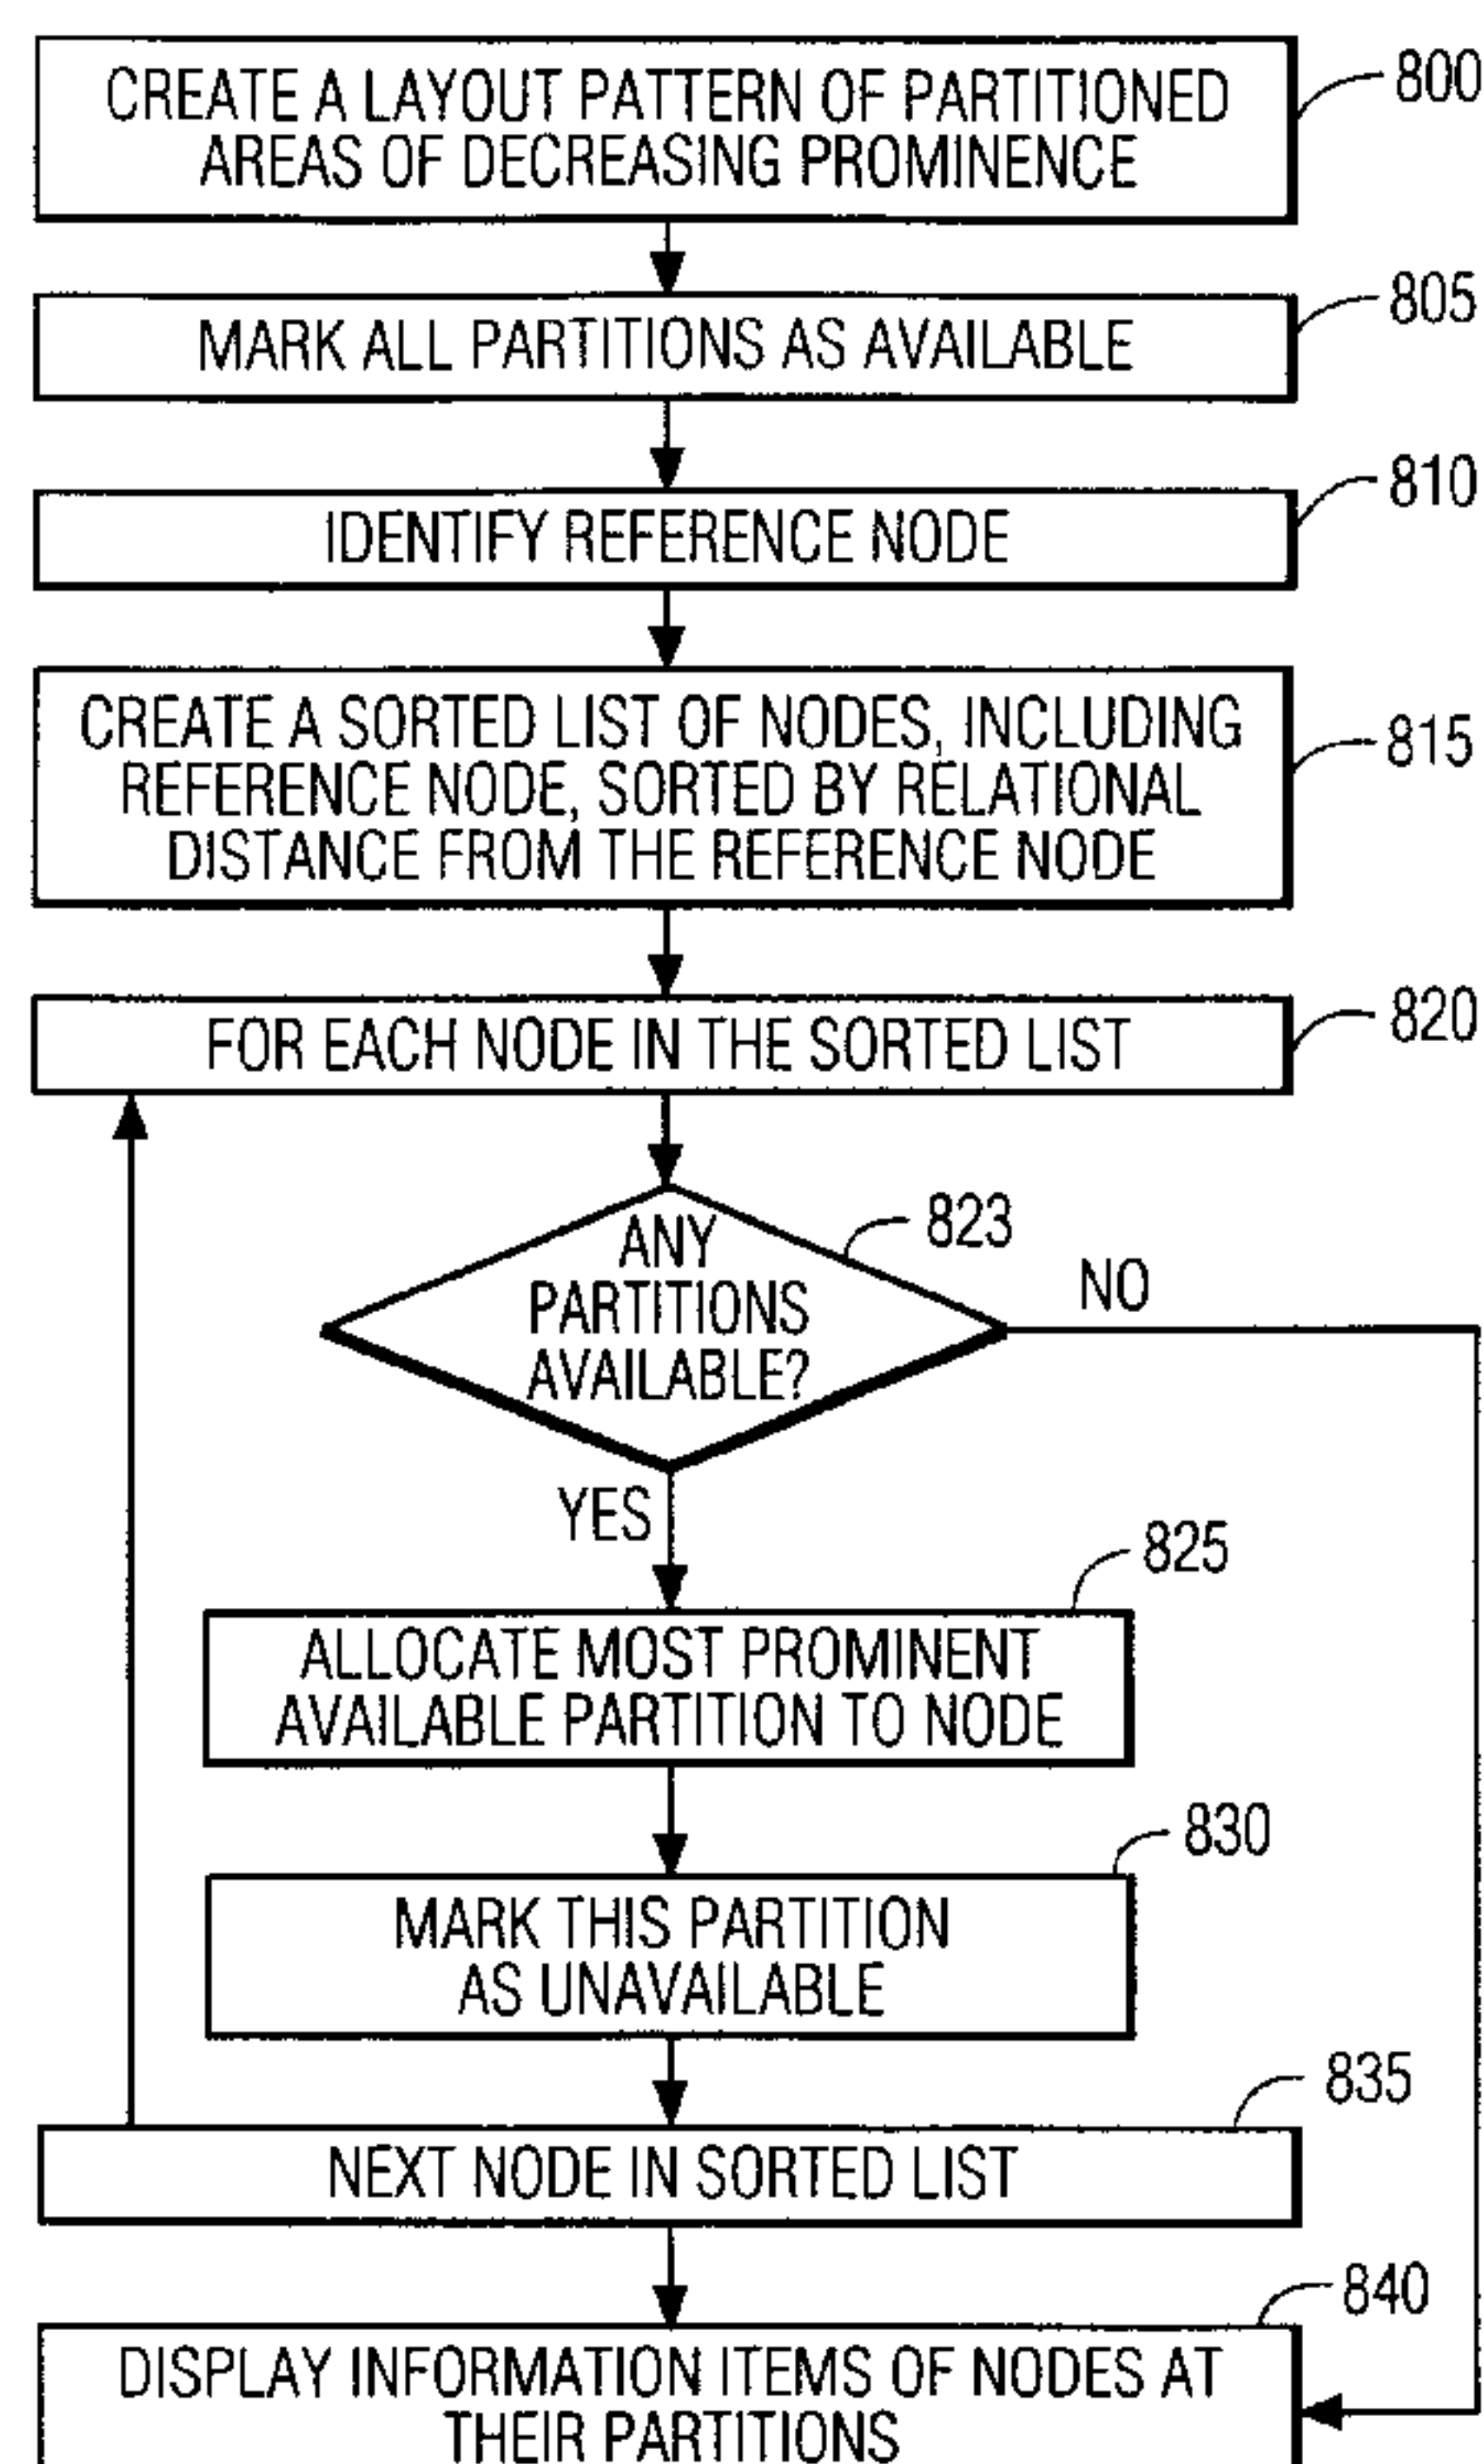 CREATE A LAYOUT PATTERN OF PARTITIONED
AREAS OF DECREASING PROMINENCE
800
MARK ALL PARTITIONS AS AVAILABLE
805
IDENTIFY REFERENCE NODE
810
CREATE A SORTED LIST OF NODES, INCLUDING
REFERENCE NODE, SORTED BY RELATIONAL
DISTANCE FROM THE REFERENCE NODE
815
FOR EACH NODE IN THE SORTED LIST
820
ANY
PARTITIONS
AVAILABLE?
823
NO
YES
825
ALLOCATE MOST PROMINENT
AVAILABLE PARTITION TO NODE
830
MARK THIS PARTITION
AS UNAVAILABLE
835
NEXT NODE IN SORTED LIST
840
DISPLAY INFORMATION ITEMS OF NODES AT
THEIR PARTITIONS